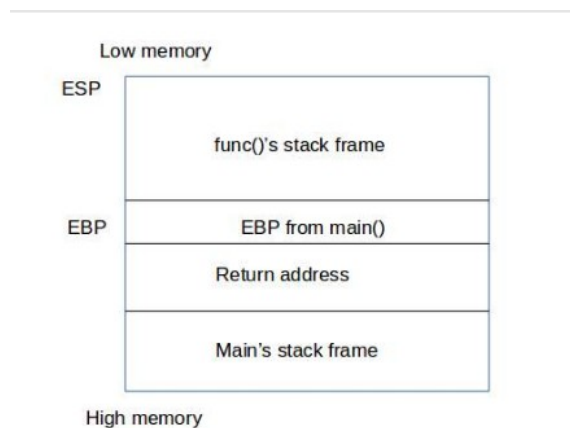 Low memory
ESP
func()'s stack frame
EBP
EBP from main()
Return address
Main's stack frame
High memory